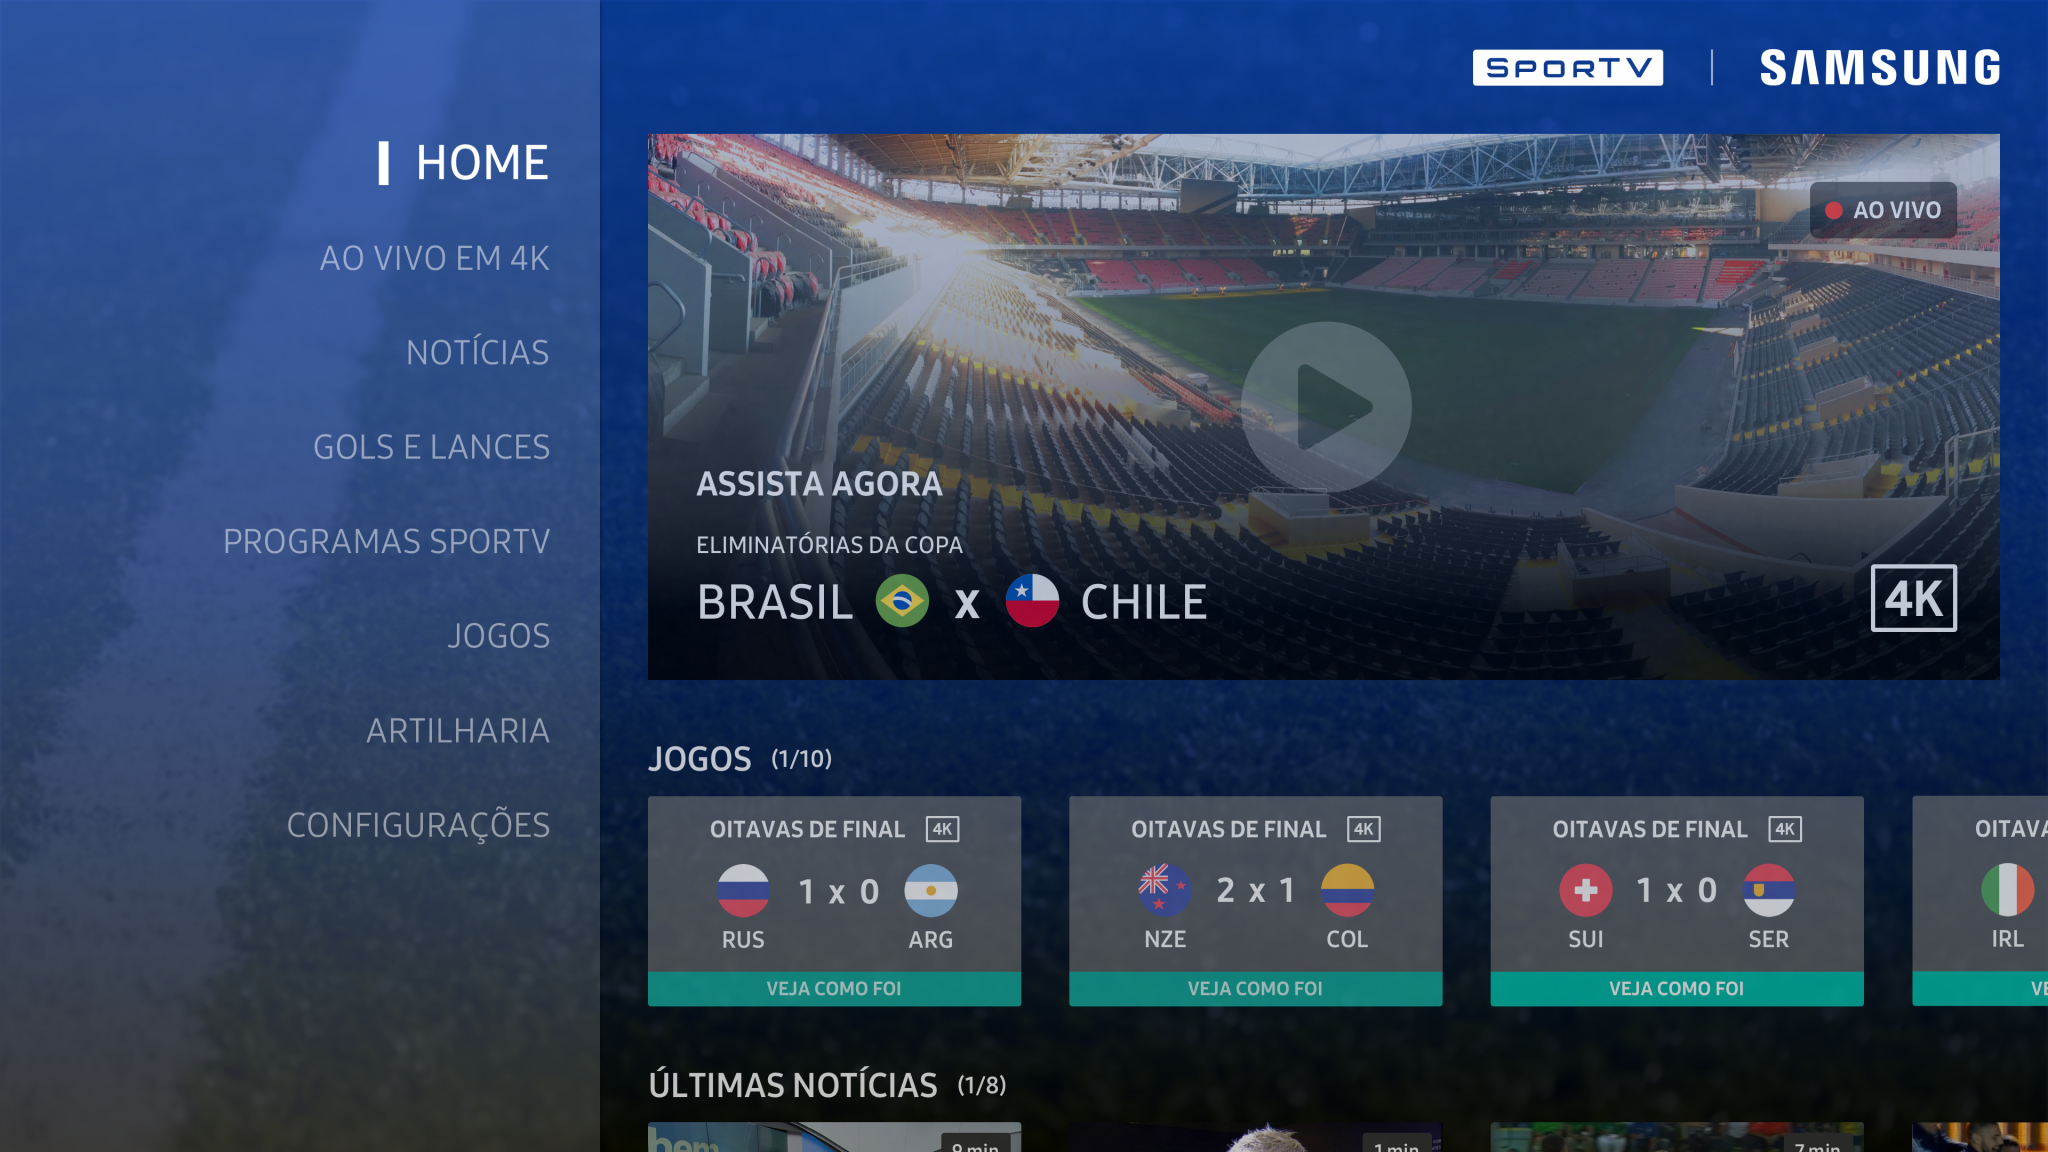 SPORTV | SAMSUNG
HOME
AO VIVO EM 4K
NOTÍCIAS
GOLS E LANCES
PROGRAMAS SPORTV
JOGOS
ARTILHARIA
CONFIGURAÇÕES
AO VIVO
ASSISTA AGORA
ELIMINATÓRIAS DA COPA
BRASIL x CHILE
4K
JOGOS (1/10)
OITAVAS DE FINAL 4K
1 x 0
RUS ARG
VEJA COMO FOI
OITAVAS DE FINAL 4K
2 x 1
NZE COL
VEJA COMO FOI
OITAVAS DE FINAL 4K
1 x 0
SUI SER
VEJA COMO FOI
OITAVA
IRL
VE
ÚLTIMAS NOTÍCIAS (1/8)
bem
9 min
1 min
7 min